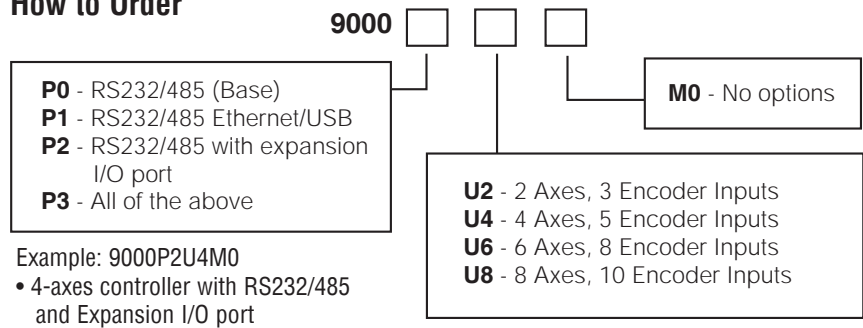 How to Order
9000
P0 - RS232/485 (Base)
P1 - RS232/485 Ethernet/USB
P2 - RS232/485 with expansion
I/O port
P3 - All of the above
M0 - No options
U2 - 2 Axes, 3 Encoder Inputs
U4 - 4 Axes, 5 Encoder Inputs
U6 - 6 Axes, 8 Encoder Inputs
U8 - 8 Axes, 10 Encoder Inputs
Example: 9000P2U4M0
• 4-axes controller with RS232/485
and Expansion I/O port